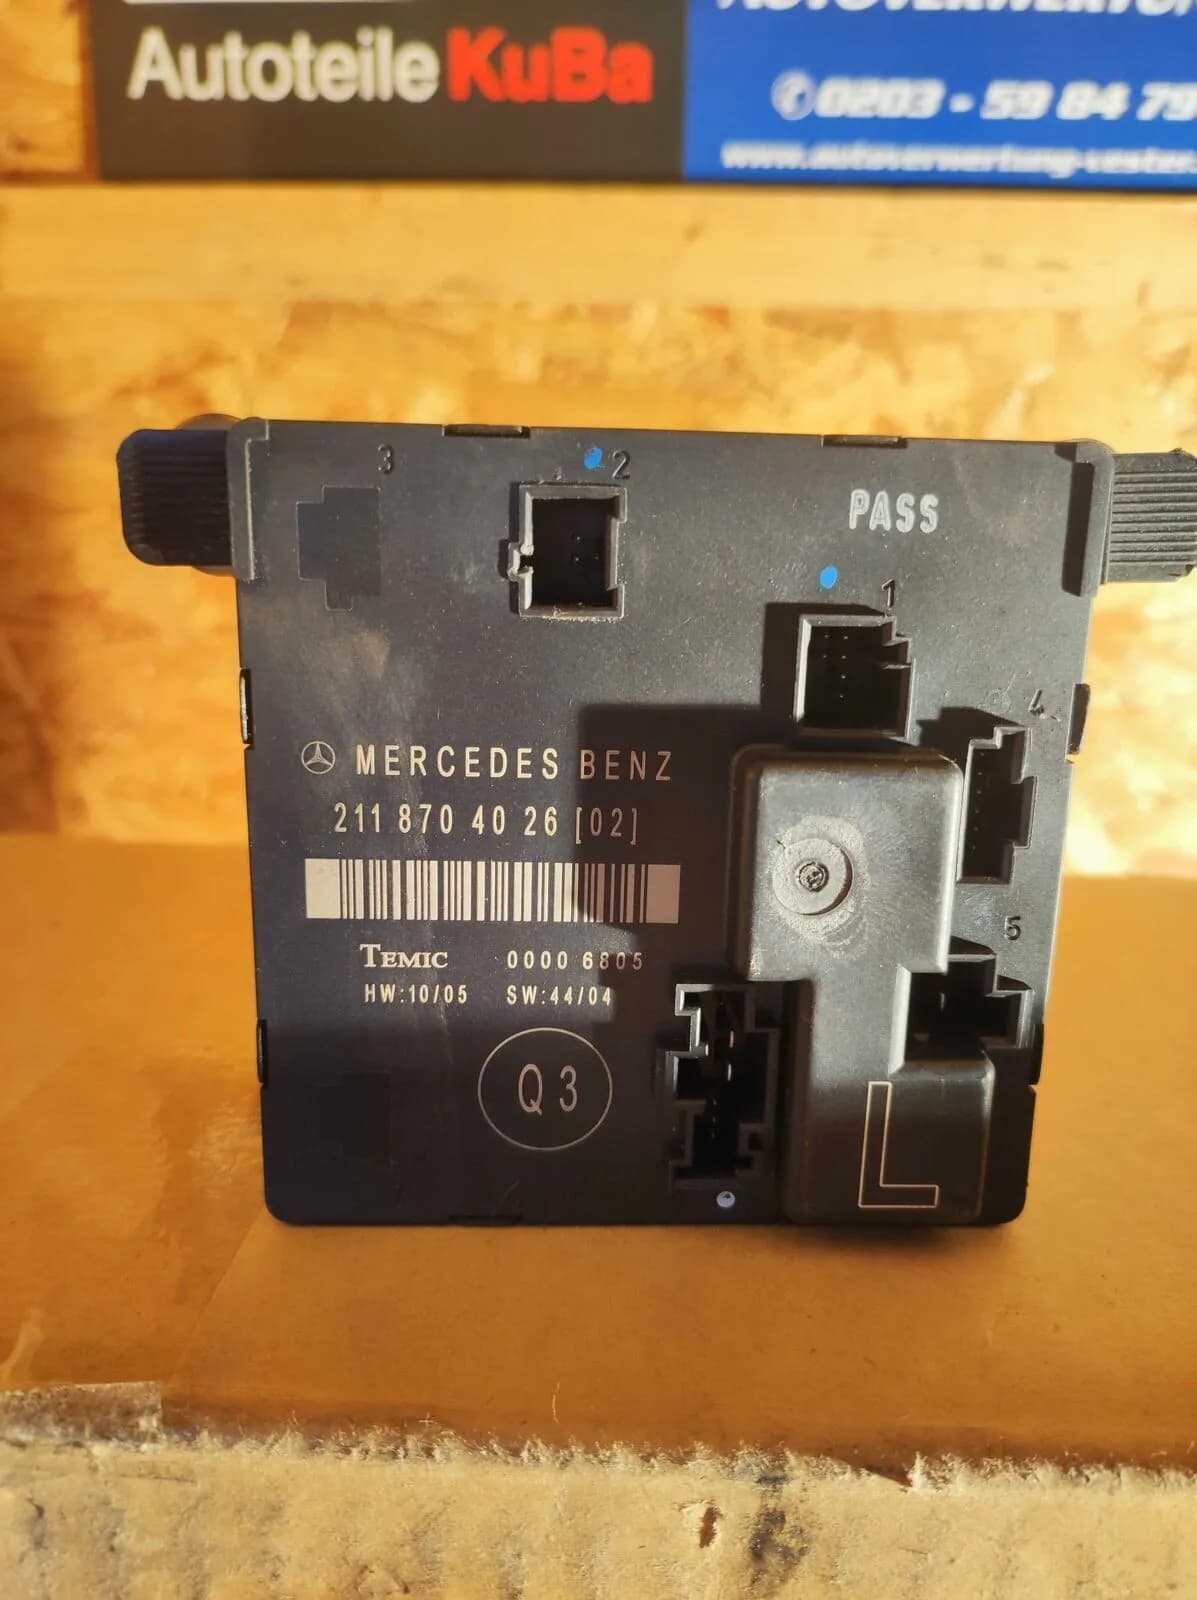 Autoteile KuBa
0203 - 59 84 79
3
2
PASS
1
4
MERCEDES BENZ
211 870 40 26 [02]
5
TEMIC 0000 6805
HW:10/05 SW:44/04
Q3
L